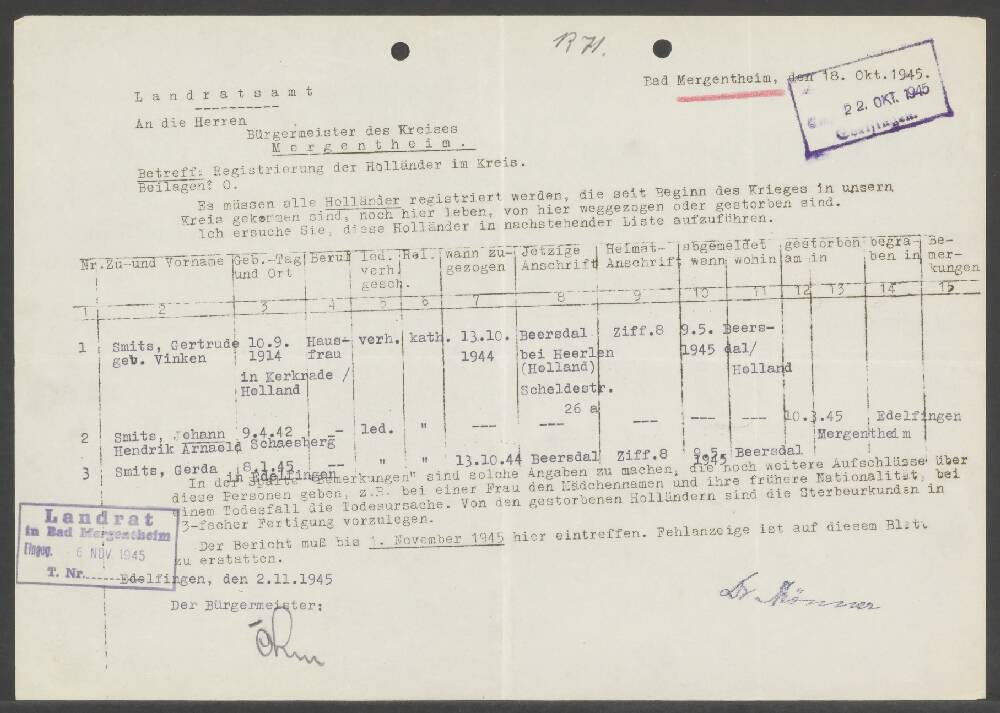 Bad Mergentheim, den 18. Okt.1945.
22. OKT. 1945
Landratsamt
An die Herren
Bürgermeister des Kreises
Mergentheim.
Betreff: Registrierung der Holländer im Kreis.
Beilagen: 0.
Es müssen alle Holländer registriert werden, die seit Beginn des Krieges in unsern
Kreis gekommen sind, noch hier leben, von hier weggezogen oder gestorben sind.
Ich ersuche Sie, diese Holländer in nachstehender Liste aufzuführen.
Nr. Zu-und Vorname Geb.-Tag Beruf led. Rel. wann zu- Jetzige Heimat- abgemeldet gestorben begra- Be-
und Ort verh. gezogen Anschrift Anschrift wann wohin am in ben in mer-
gesch. kungen
1 2 3 4 5 6 7 8 9 10 11 12 13 14 15
1 Smits, Gertrude 10.9. Haus- verh. kath. 13.10. Beersdal Ziff.8 9.5. Beers-
geb. Vinken 1914 frau 1944 bei Heerlen 1945 dal/
in Kerkrade / (Holland) Holland
Holland Scheldestr.
26 a
2 Smits, Johann 9.4.42 -- led. " --- --- --- --- --- 10.3.45 Edelfingen
Hendrik Arnaold Schaesberg Mergentheim
3 Smits, Gerda 8.1.45 -- " " 13.10.44 Beersdal Ziff.8 9.5. Beersdal
in Edelfingen 1945
In der Spalte "Bemerkungen" sind solche Angaben zu machen, die noch weitere Aufschlüsse über
diese Personen geben, z.B. bei einer Frau den Mädchennamen und ihre frühere Nationalität, bei
einem Todesfall die Todesursache. Von den gestorbenen Holländern sind die Sterbeurkunden in
3-facher Fertigung vorzulegen.
Der Bericht muß bis 1. November 1945 hier eintreffen. Fehlanzeige ist auf diesem Blatt
zu erstatten.
Landrat
in Bad Mergentheim
Eingeg. 6 NOV. 1945
T. Nr.
Edelfingen, den 2.11.1945
Der Bürgermeister: